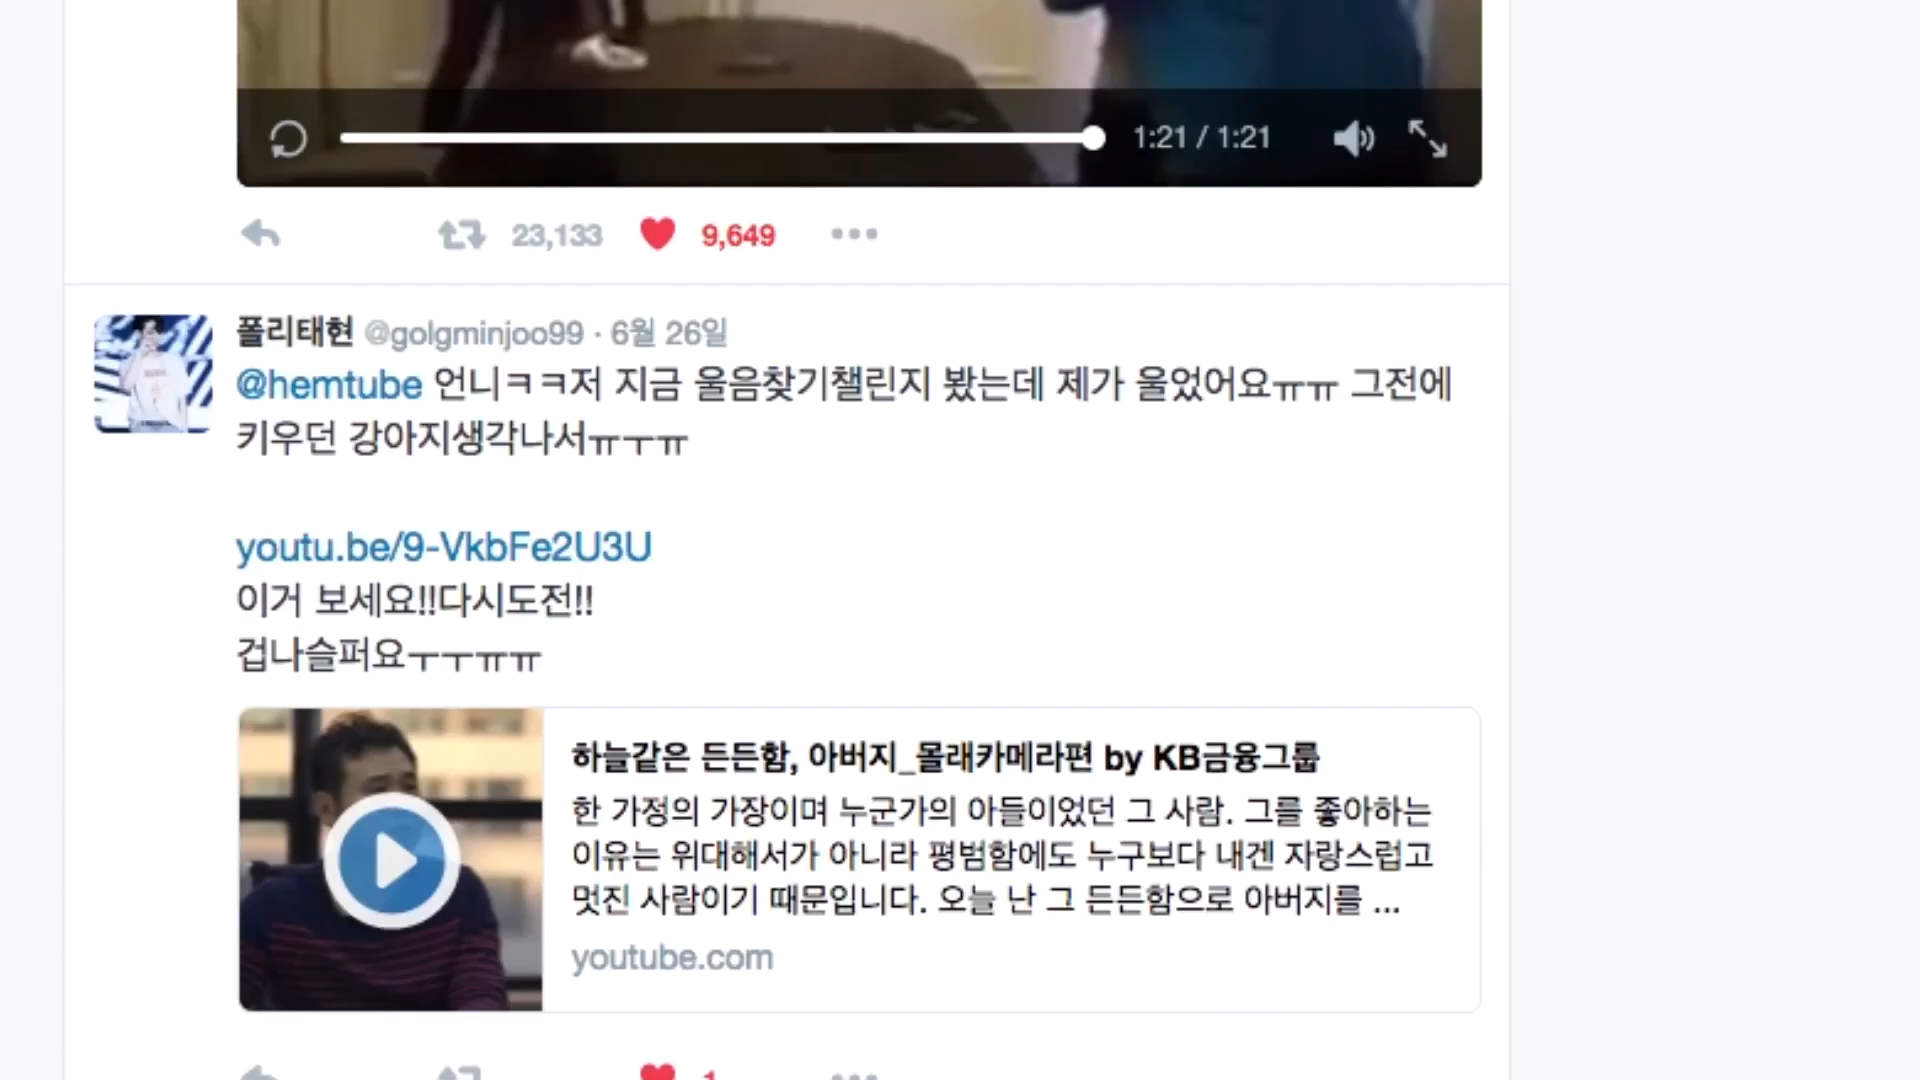 1:21 / 1:21
23,133 9,649
폴리태현 @golgminjoo99 · 6월 26일
@hemtube 언니ㅋㅋ저 지금 울음찾기챌린지 봤는데 제가 울었어요ㅠㅠ 그전에
키우던 강아지생각나서ㅠㅜㅠ
youtu.be/9-VkbFe2U3U
이거 보세요!!다시도전!!
겁나슬퍼요ㅜㅜㅠㅠ
하늘같은 든든함, 아버지_몰래카메라편 by KB금융그룹
한 가정의 가장이며 누군가의 아들이었던 그 사람. 그를 좋아하는
이유는 위대해서가 아니라 평범함에도 누구보다 내겐 자랑스럽고
멋진 사람이기 때문입니다. 오늘 난 그 든든함으로 아버지를 ...
youtube.com
1